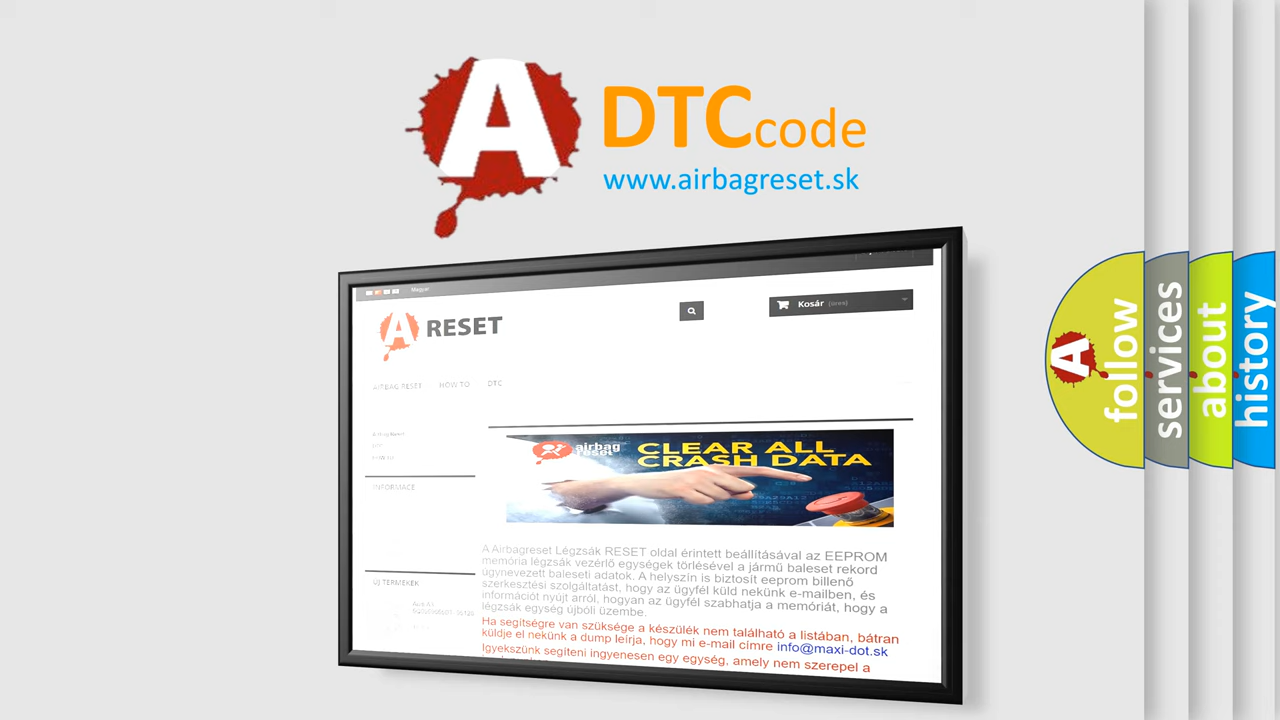 A
DTCcode
www.airbagreset.sk
Magyar
Kosár (üres)
A RESET
AIRBAG RESET HOW TO DTC
airbag
reset
CLEAR ALL
CRASH DATA
INFORMACE
A Airbagreset Légzsák RESET oldal érintett beállításával az EEPROM
memória légzsák vezérlő egységek törlésével a jármű baleset rekord
úgynevezett baleseti adatok. A helyszín is biztosít eeprom billenő
szerkesztési szolgáltatást, hogy az ügyfél küld nekünk e-mailben, és
információt nyújt arról, hogyan az ügyfél szabhatja a memóriát, hogy a
légzsák egység újbóli üzembe.
Ha segítségre van szüksége a készülék nem található a listában, bátran
küldje el nekünk a dump leírja, hogy mi e-mail címre info@maxi-dot.sk
Igyekszünk segíteni ingyenesen egy egység, amely nem szerepel a
ÚJ TERMÉKEK
A
follow
services
about
history